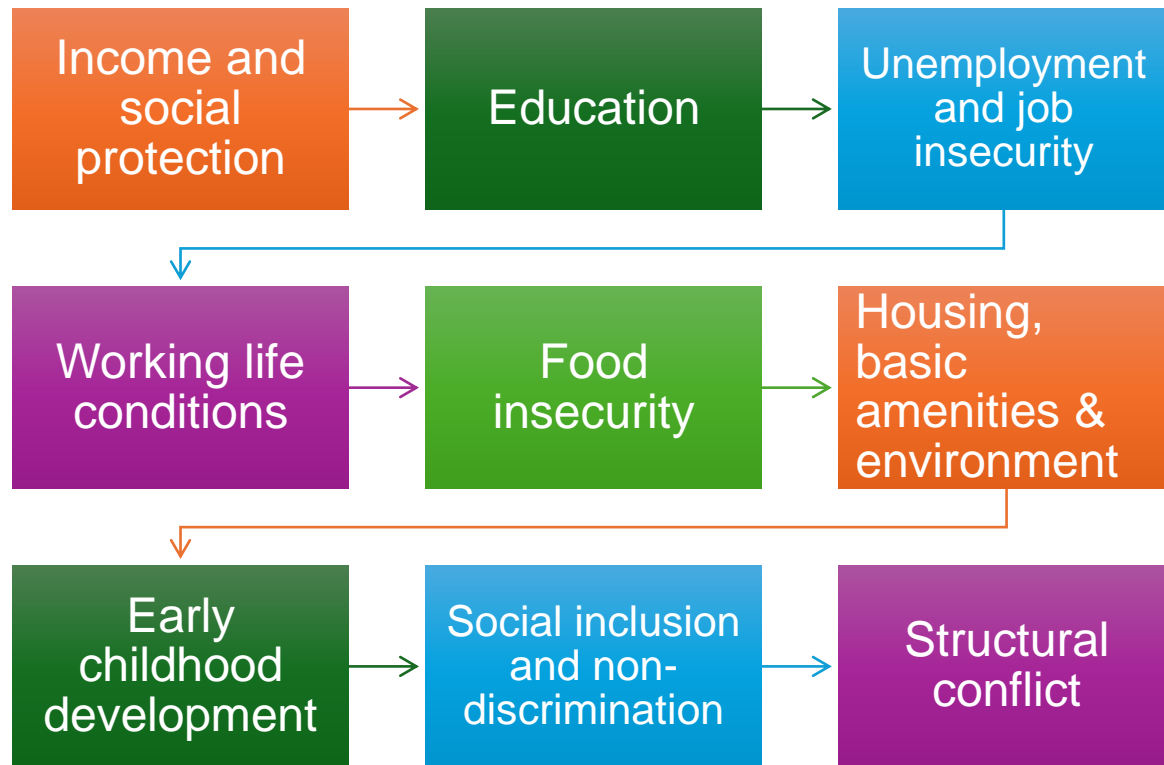 Income and
social
protection
Education
Unemployment
and job
insecurity
Working life
conditions
Food
insecurity
Housing,
basic
amenities &
environment
Early
childhood
development
Social inclusion
and non-
discrimination
Structural
conflict